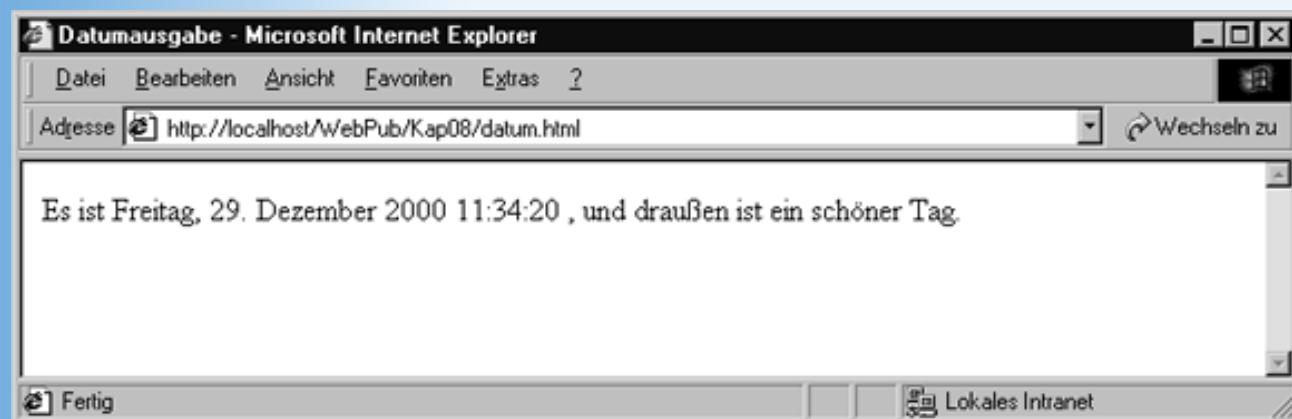 Datumausgabe - Microsoft Internet Explorer
Datei Bearbeiten Ansicht Favoriten Extras ?
Adresse http://localhost/WebPub/Kap08/datum.html Wechseln zu
Es ist Freitag, 29. Dezember 2000 11:34:20 , und draußen ist ein schöner Tag.
Fertig Lokales Intranet